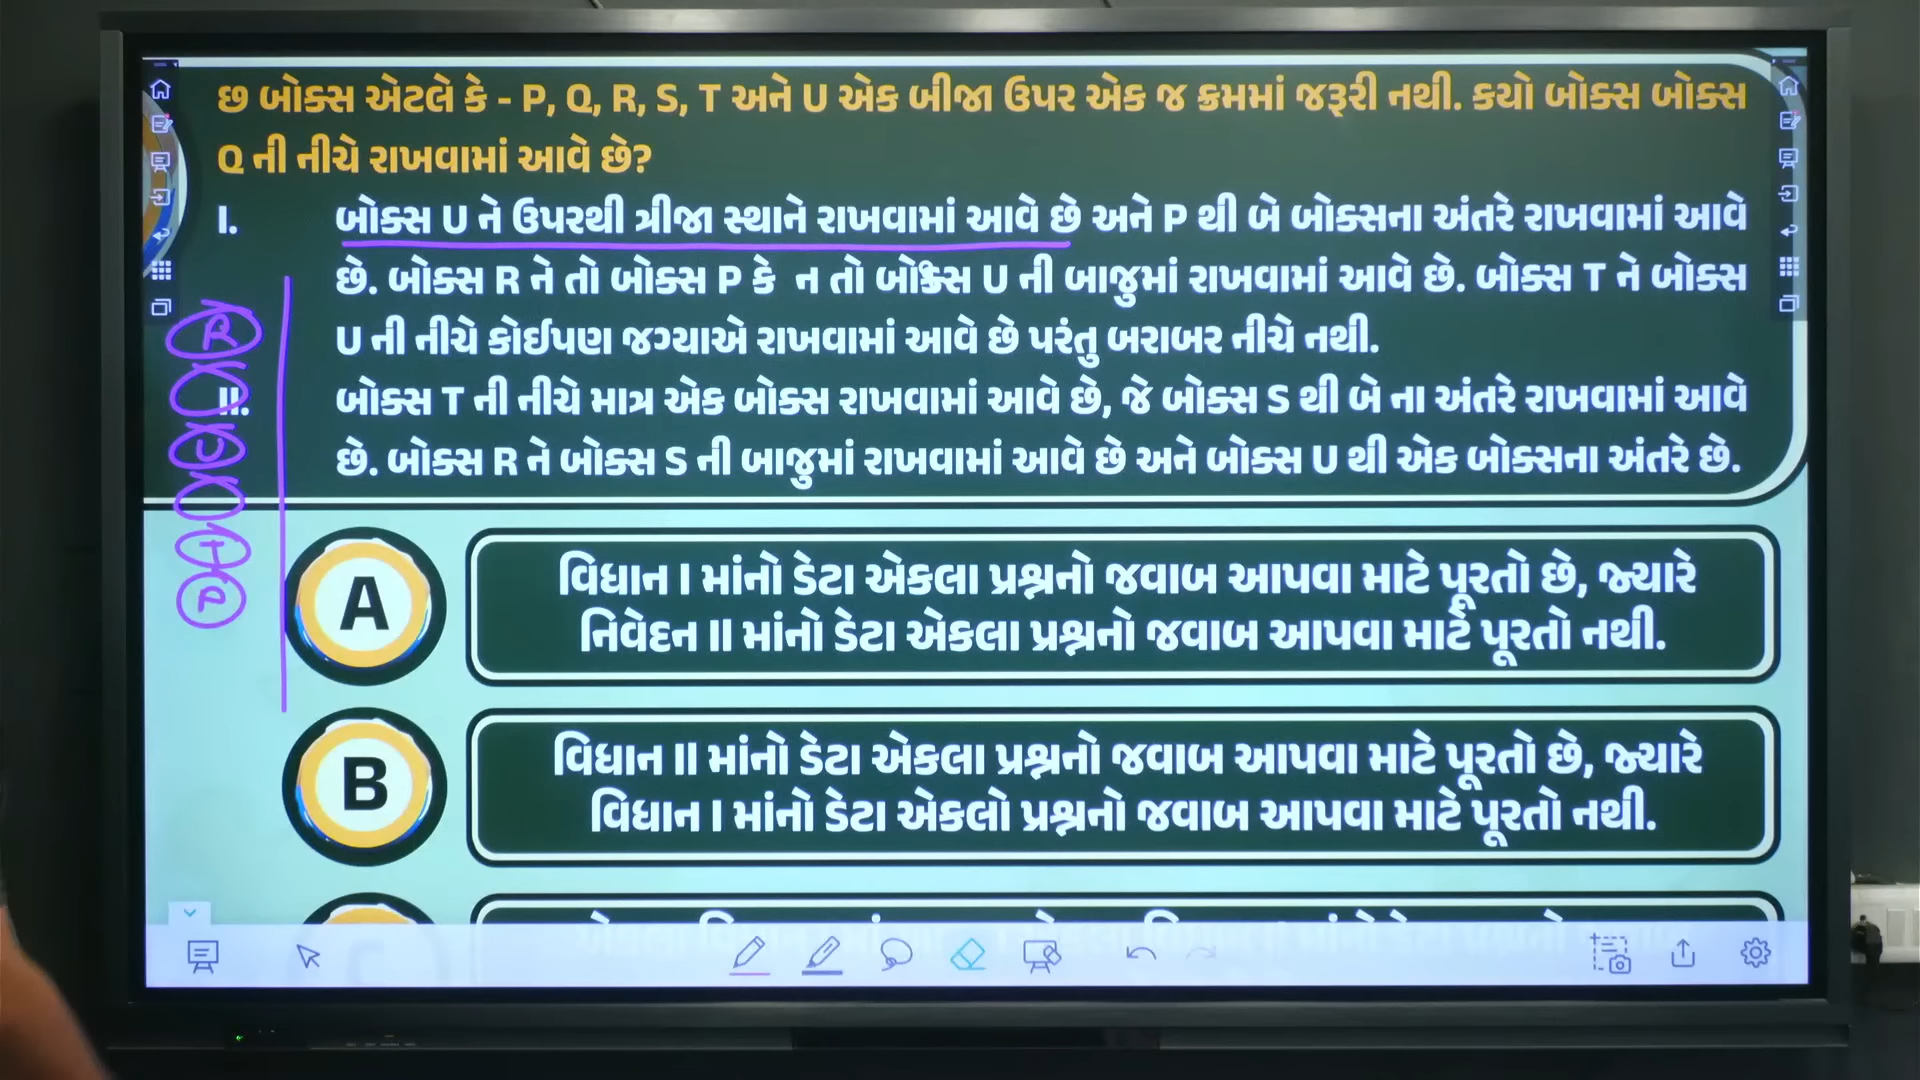 છ બોક્સ એટલે કે - P, Q, R, S, T અને U એક બીજા ઉપર એક જ ક્રમમાં જરૂરી નથી. કયો બોક્સ બોક્સ
Q ની નીચે રાખવામાં આવે છે?
I. બોક્સ U ને ઉપરથી ત્રીજા સ્થાને રાખવામાં આવે છે અને P થી બે બોક્સના અંતરે રાખવામાં આવે
છે. બોક્સ R ને તો બોક્સ P કે ન તો બોક્સ U ની બાજુમાં રાખવામાં આવે છે. બોક્સ T ને બોક્સ
U ની નીચે કોઈપણ જગ્યાએ રાખવામાં આવે છે પરંતુ બરાબર નીચે નથી.
II. બોક્સ T ની નીચે માત્ર એક બોક્સ રાખવામાં આવે છે, જે બોક્સ S થી બે ના અંતરે રાખવામાં આવે
છે. બોક્સ R ને બોક્સ S ની બાજુમાં રાખવામાં આવે છે અને બોક્સ U થી એક બોક્સના અંતરે છે.
R
U
T
P
A
વિધાન I માંનો ડેટા એકલા પ્રશ્નનો જવાબ આપવા માટે પૂરતો છે, જ્યારે
નિવેદન II માંનો ડેટા એકલા પ્રશ્નનો જવાબ આપવા માટે પૂરતો નથી.
B
વિધાન II માંનો ડેટા એકલા પ્રશ્નનો જવાબ આપવા માટે પૂરતો છે, જ્યારે
વિધાન I માંનો ડેટા એકલો પ્રશ્નનો જવાબ આપવા માટે પૂરતો નથી.